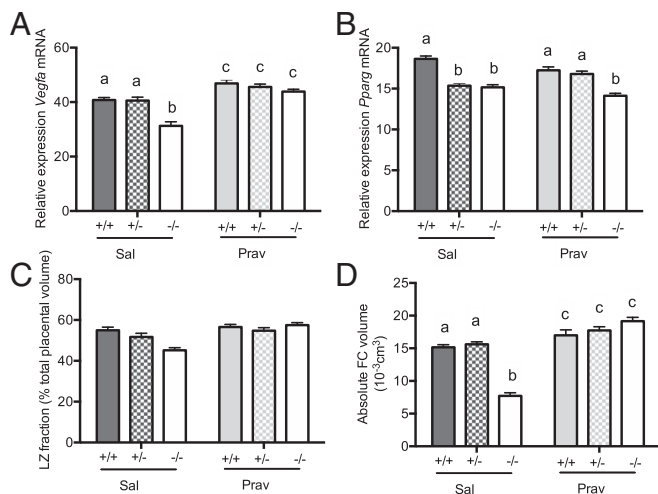 A
Relative expression Vegfa mRNA
60
40
20
0
a a b c c c
+/+ +/- -/- +/+ +/- -/-
Sal Prav
B
Relative expression Pparg mRNA
20
15
10
5
0
a b b a a b
+/+ +/- -/- +/+ +/- -/-
Sal Prav
C
LZ fraction (% total placental volume)
80
60
40
20
0
+/+ +/- -/- +/+ +/- -/-
Sal Prav
D
Absolute FC volume
(10-3cm3)
25
20
15
10
5
0
a a b c c c
+/+ +/- -/- +/+ +/- -/-
Sal Prav